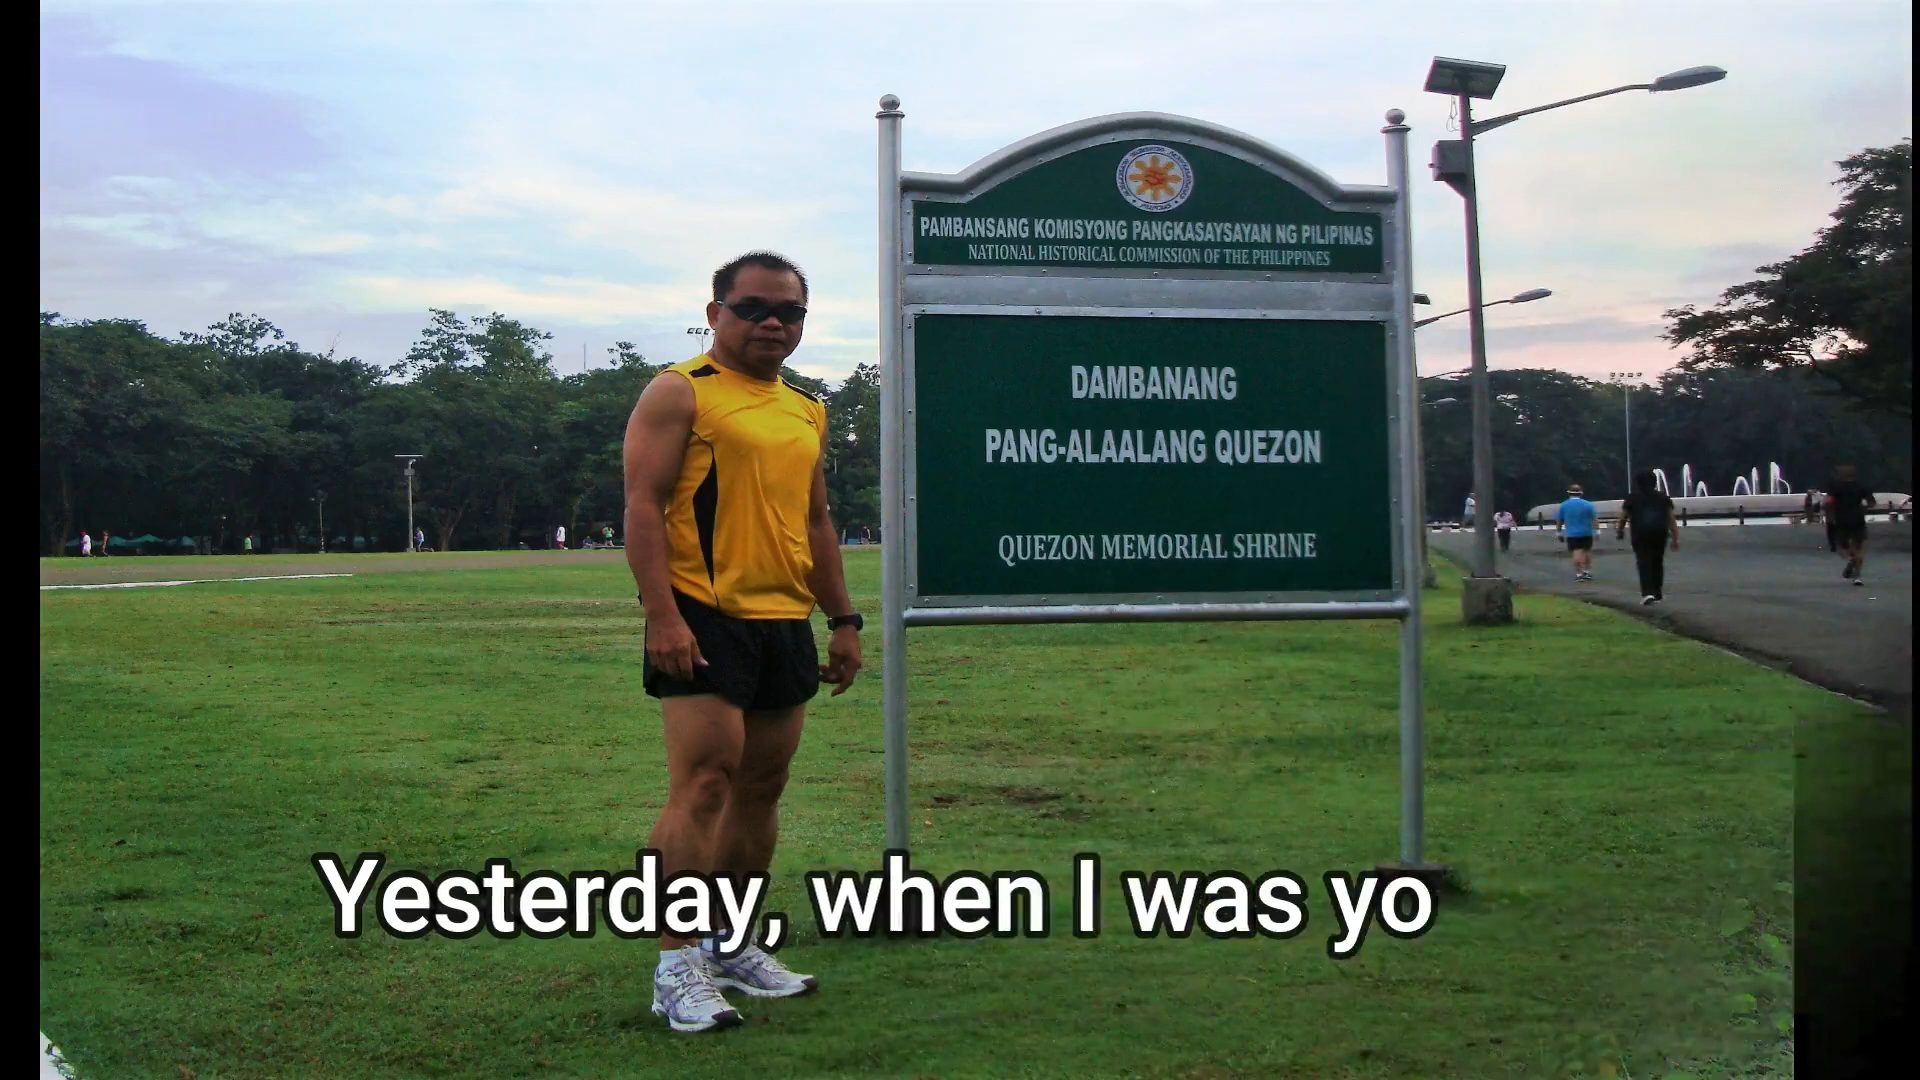 PAMBANSANG KOMISYONG PANGKASAYSAYAN NG PILIPINAS
NATIONAL HISTORICAL COMMISSION OF THE PHILIPPINES
DAMBANANG
PANG-ALAALANG QUEZON
QUEZON MEMORIAL SHRINE
Yesterday, when I was yo